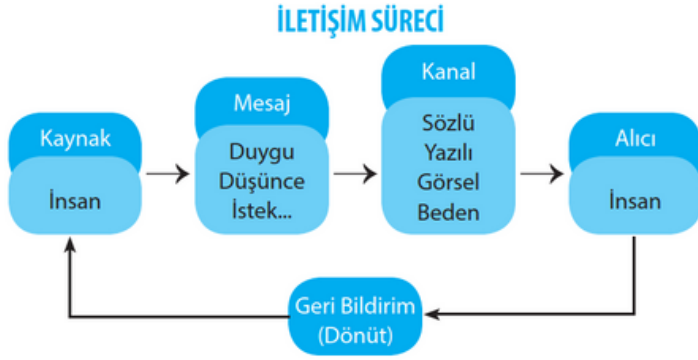 İLETİŞİM SÜRECİ
Kaynak
İnsan
Mesaj
Duygu
Düşünce
İstek...
Kanal
Sözlü
Yazılı
Görsel
Beden
Alıcı
İnsan
Geri Bildirim
(Dönüt)